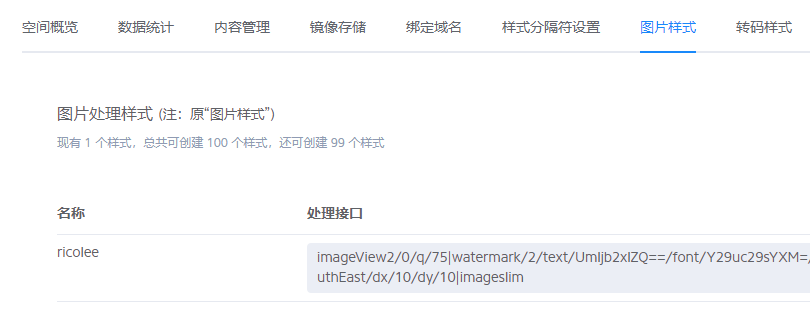 空间概览 数据统计 内容管理 镜像存储 绑定域名 样式分隔符设置 图片样式 转码样式
图片处理样式 (注：原“图片样式”)
现有 1 个样式，总共可创建 100 个样式，还可创建 99 个样式
名称 处理接口
ricolee imageView2/0/q/75|watermark/2/text/Umljb2xlZQ==/font/Y29uc29sYXM=/
uthEast/dx/10/dy/10|imageslim